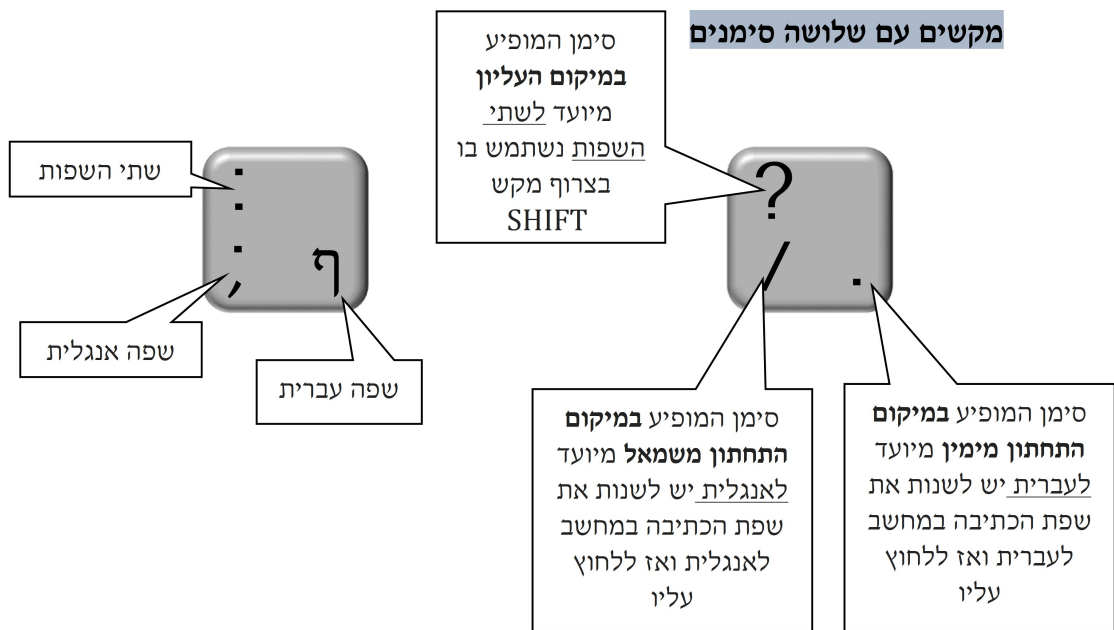 מקשים עם שלושה סימנים
סימן המופיע
במיקום העליון
מיועד לשתי
השפות נשתמש בו
בצרוף מקש
SHIFT
?
/
.
סימן המופיע במיקום
התחתון מימין מיועד
לעברית יש לשנות את
שפת הכתיבה במחשב
לעברית ואז ללחוץ
עליו
סימן המופיע במיקום
התחתון משמאל מיועד
לאנגלית יש לשנות את
שפת הכתיבה במחשב
לאנגלית ואז ללחוץ
עליו
שתי השפות
:
;
ף
שפה אנגלית
שפה עברית